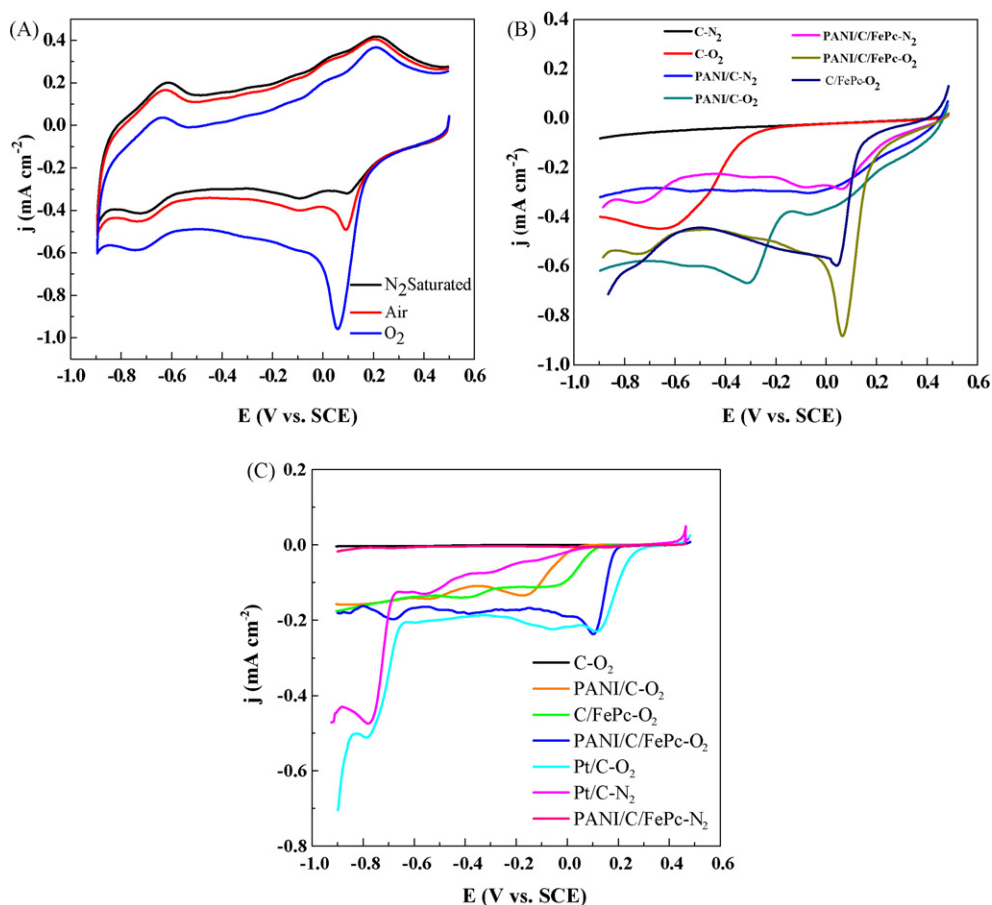 (A)
0.4
0.2
0.0
-0.2
-0.4
-0.6
-0.8
-1.0
j (mA cm-2)
N2Saturated
Air
O2
-1.0 -0.8 -0.6 -0.4 -0.2 0.0 0.2 0.4 0.6
E (V vs. SCE)
(B)
0.4
0.2
0.0
-0.2
-0.4
-0.6
-0.8
-1.0
j (mA cm-2)
C-N2
C-O2
PANI/C-N2
PANI/C-O2
PANI/C/FePc-N2
PANI/C/FePc-O2
C/FePc-O2
-1.0 -0.8 -0.6 -0.4 -0.2 0.0 0.2 0.4 0.6
E (V vs. SCE)
(C)
0.2
0.0
-0.2
-0.4
-0.6
-0.8
j (mA cm-2)
C-O2
PANI/C-O2
C/FePc-O2
PANI/C/FePc-O2
Pt/C-O2
Pt/C-N2
PANI/C/FePc-N2
-1.0 -0.8 -0.6 -0.4 -0.2 0.0 0.2 0.4 0.6
E (V vs. SCE)